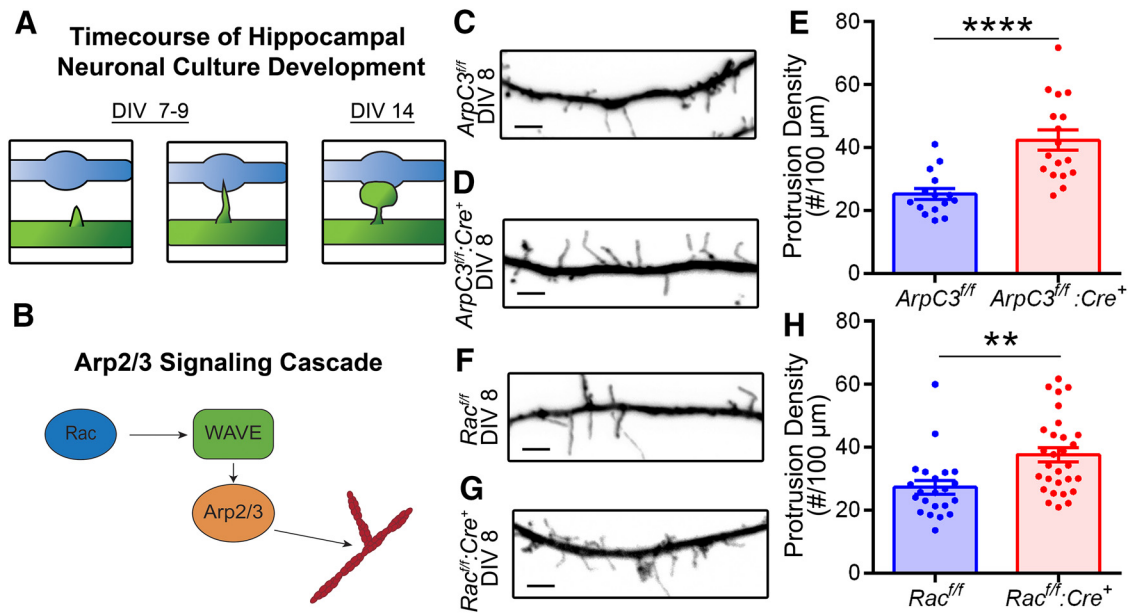 A
Timecourse of Hippocampal
Neuronal Culture Development
DIV 7-9
DIV 14
B
Arp2/3 Signaling Cascade
Rac
WAVE
Arp2/3
C
ArpC3f/f
DIV 8
D
ArpC3f/f:Cre+
DIV 8
E
Protrusion Density
(#/100 µm)
80
60
40
20
0
****
ArpC3f/f
ArpC3f/f :Cre+
F
Racf/f
DIV 8
G
Racf/f:Cre+
DIV 8
H
Protrusion Density
(#/100 µm)
80
60
40
20
0
**
Racf/f
Racf/f:Cre+